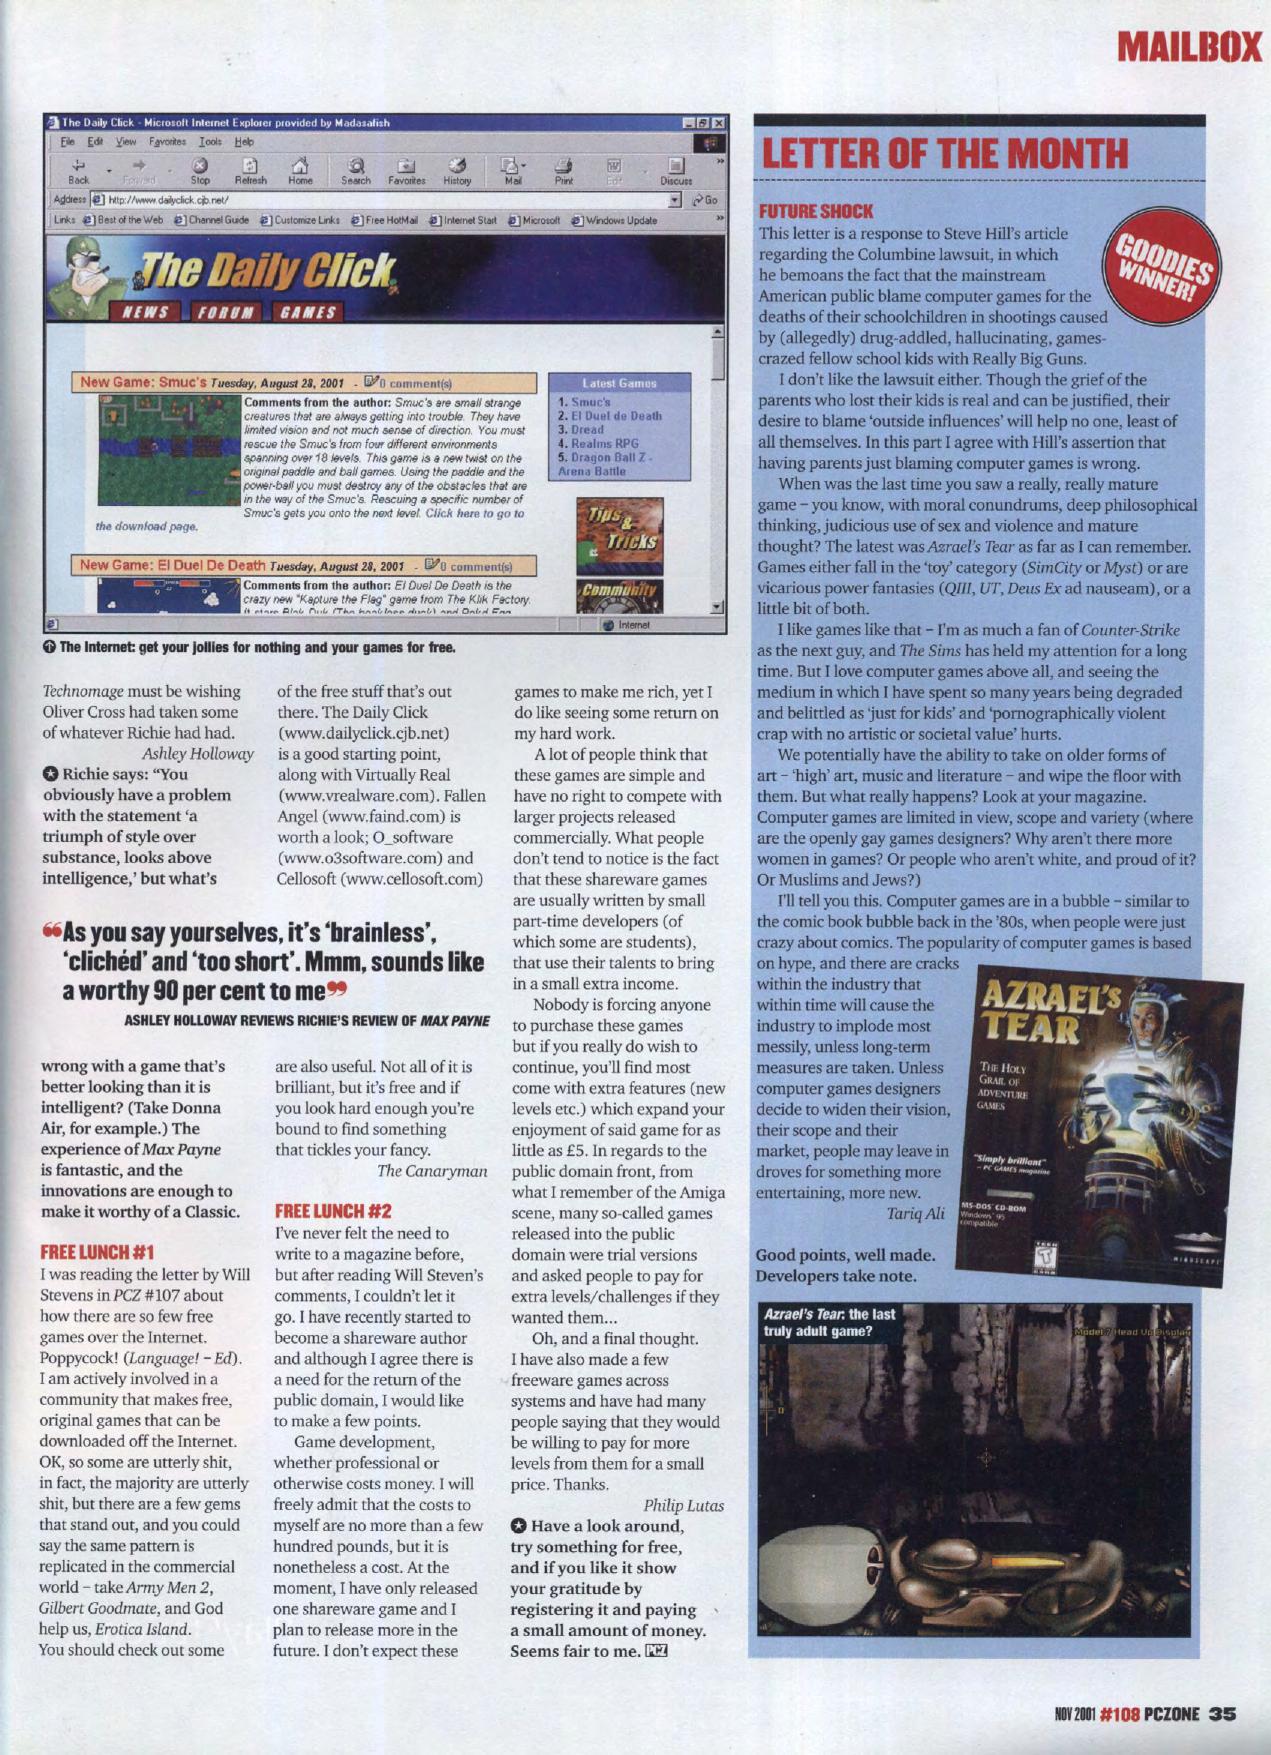 MAILBOX
The Daily Click - Microsoft Internet Explorer provided by Madasafish
File Edit View Favorites Tools Help
Back Forward Stop Refresh Home Search Favorites History Mail Print Edit Discuss
Address http://www.dailyclick.cjb.net/ Go
Links Best of the Web Channel Guide Customize Links Free HotMail Internet Start Microsoft Windows Update
The Daily Click
NEWS FORUM GAMES
New Game: Smuc's Tuesday, August 28, 2001 - 0 comment(s)
Comments from the author: Smuc's are small strange
creatures that are always getting into trouble. They have
limited vision and not much sense of direction. You must
rescue the Smuc's from four different environments
spanning over 18 levels. This game is a new twist on the
original paddle and ball games. Using the paddle and the
power-ball you must destroy any of the obstacles that are
in the way of the Smuc's. Rescuing a specific number of
Smuc's gets you onto the next level. Click here to go to
the download page.
New Game: El Duel De Death Tuesday, August 28, 2001 - 0 comment(s)
Comments from the author: El Duel De Death is the
crazy new "Kapture the Flag" game from The Klik Factory.
Latest Games
1. Smuc's
2. El Duel de Death
3. Dread
4. Realms RPG
5. Dragon Ball Z -
Arena Battle
Tips
&
Tricks
Community
Internet
The Internet: get your jollies for nothing and your games for free.
Technomage must be wishing
Oliver Cross had taken some
of whatever Richie had had.
Ashley Holloway
Richie says: "You
obviously have a problem
with the statement 'a
triumph of style over
substance, looks above
intelligence,' but what's
"As you say yourselves, it's 'brainless',
'clichéd' and 'too short'. Mmm, sounds like
a worthy 90 per cent to me"
ASHLEY HOLLOWAY REVIEWS RICHIE'S REVIEW OF MAX PAYNE
wrong with a game that's
better looking than it is
intelligent? (Take Donna
Air, for example.) The
experience of Max Payne
is fantastic, and the
innovations are enough to
make it worthy of a Classic.
FREE LUNCH #1
I was reading the letter by Will
Stevens in PCZ #107 about
how there are so few free
games over the Internet.
Poppycock! (Language! – Ed).
I am actively involved in a
community that makes free,
original games that can be
downloaded off the Internet.
OK, so some are utterly shit,
in fact, the majority are utterly
shit, but there are a few gems
that stand out, and you could
say the same pattern is
replicated in the commercial
world – take Army Men 2,
Gilbert Goodmate, and God
help us, Erotica Island.
You should check out some
of the free stuff that's out
there. The Daily Click
(www.dailyclick.cjb.net)
is a good starting point,
along with Virtually Real
(www.vrealware.com). Fallen
Angel (www.faind.com) is
worth a look; O_software
(www.o3software.com) and
Cellosoft (www.cellosoft.com)
are also useful. Not all of it is
brilliant, but it's free and if
you look hard enough you're
bound to find something
that tickles your fancy.
The Canaryman
FREE LUNCH #2
I've never felt the need to
write to a magazine before,
but after reading Will Steven's
comments, I couldn't let it
go. I have recently started to
become a shareware author
and although I agree there is
a need for the return of the
public domain, I would like
to make a few points.
Game development,
whether professional or
otherwise costs money. I will
freely admit that the costs to
myself are no more than a few
hundred pounds, but it is
nonetheless a cost. At the
moment, I have only released
one shareware game and I
plan to release more in the
future. I don't expect these
games to make me rich, yet I
do like seeing some return on
my hard work.
A lot of people think that
these games are simple and
have no right to compete with
larger projects released
commercially. What people
don't tend to notice is the fact
that these shareware games
are usually written by small
part-time developers (of
which some are students),
that use their talents to bring
in a small extra income.
Nobody is forcing anyone
to purchase these games
but if you really do wish to
continue, you'll find most
come with extra features (new
levels etc.) which expand your
enjoyment of said game for as
little as £5. In regards to the
public domain front, from
what I remember of the Amiga
scene, many so-called games
released into the public
domain were trial versions
and asked people to pay for
extra levels/challenges if they
wanted them...
Oh, and a final thought.
I have also made a few
freeware games across
systems and have had many
people saying that they would
be willing to pay for more
levels from them for a small
price. Thanks.
Philip Lutas
Have a look around,
try something for free,
and if you like it show
your gratitude by
registering it and paying
a small amount of money.
Seems fair to me. PCZ
LETTER OF THE MONTH
GOODIES
WINNER!
FUTURE SHOCK
This letter is a response to Steve Hill's article
regarding the Columbine lawsuit, in which
he bemoans the fact that the mainstream
American public blame computer games for the
deaths of their schoolchildren in shootings caused
by (allegedly) drug-addled, hallucinating, games-
crazed fellow school kids with Really Big Guns.
I don't like the lawsuit either. Though the grief of the
parents who lost their kids is real and can be justified, their
desire to blame 'outside influences' will help no one, least of
all themselves. In this part I agree with Hill's assertion that
having parents just blaming computer games is wrong.
When was the last time you saw a really, really mature
game – you know, with moral conundrums, deep philosophical
thinking, judicious use of sex and violence and mature
thought? The latest was Azrael's Tear as far as I can remember.
Games either fall in the 'toy' category (SimCity or Myst) or are
vicarious power fantasies (QIII, UT, Deus Ex ad nauseam), or a
little bit of both.
I like games like that – I'm as much a fan of Counter-Strike
as the next guy, and The Sims has held my attention for a long
time. But I love computer games above all, and seeing the
medium in which I have spent so many years being degraded
and belittled as 'just for kids' and 'pornographically violent
crap with no artistic or societal value' hurts.
We potentially have the ability to take on older forms of
art – 'high' art, music and literature – and wipe the floor with
them. But what really happens? Look at your magazine.
Computer games are limited in view, scope and variety (where
are the openly gay games designers? Why aren't there more
women in games? Or people who aren't white, and proud of it?
Or Muslims and Jews?)
I'll tell you this. Computer games are in a bubble – similar to
the comic book bubble back in the '80s, when people were just
crazy about comics. The popularity of computer games is based
on hype, and there are cracks
within the industry that
within time will cause the
industry to implode most
messily, unless long-term
measures are taken. Unless
computer games designers
decide to widen their vision,
their scope and their
market, people may leave in
droves for something more
entertaining, more new.
Tariq Ali
Good points, well made.
Developers take note.
AZRAEL'S
TEAR
THE HOLY
GRAIL OF
ADVENTURE
GAMES
"Simply brilliant"
– PC GAMES magazine
MS-DOS CD-ROM
Windows 95
compatible
TEEN
T
MINDSCAPE
Azrael's Tear: the last
truly adult game?
Model 7 Head Up Display
NOV 2001 #108 PCZONE 35